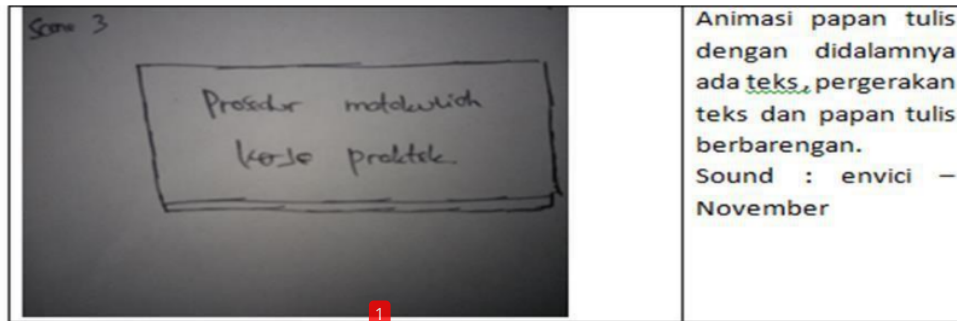 Scene 3
Prosedur matakuliah
kerja praktek
1
Animasi papan tulis
dengan didalamnya
ada teks, pergerakan
teks dan papan tulis
berbarengan.
Sound : envici –
November